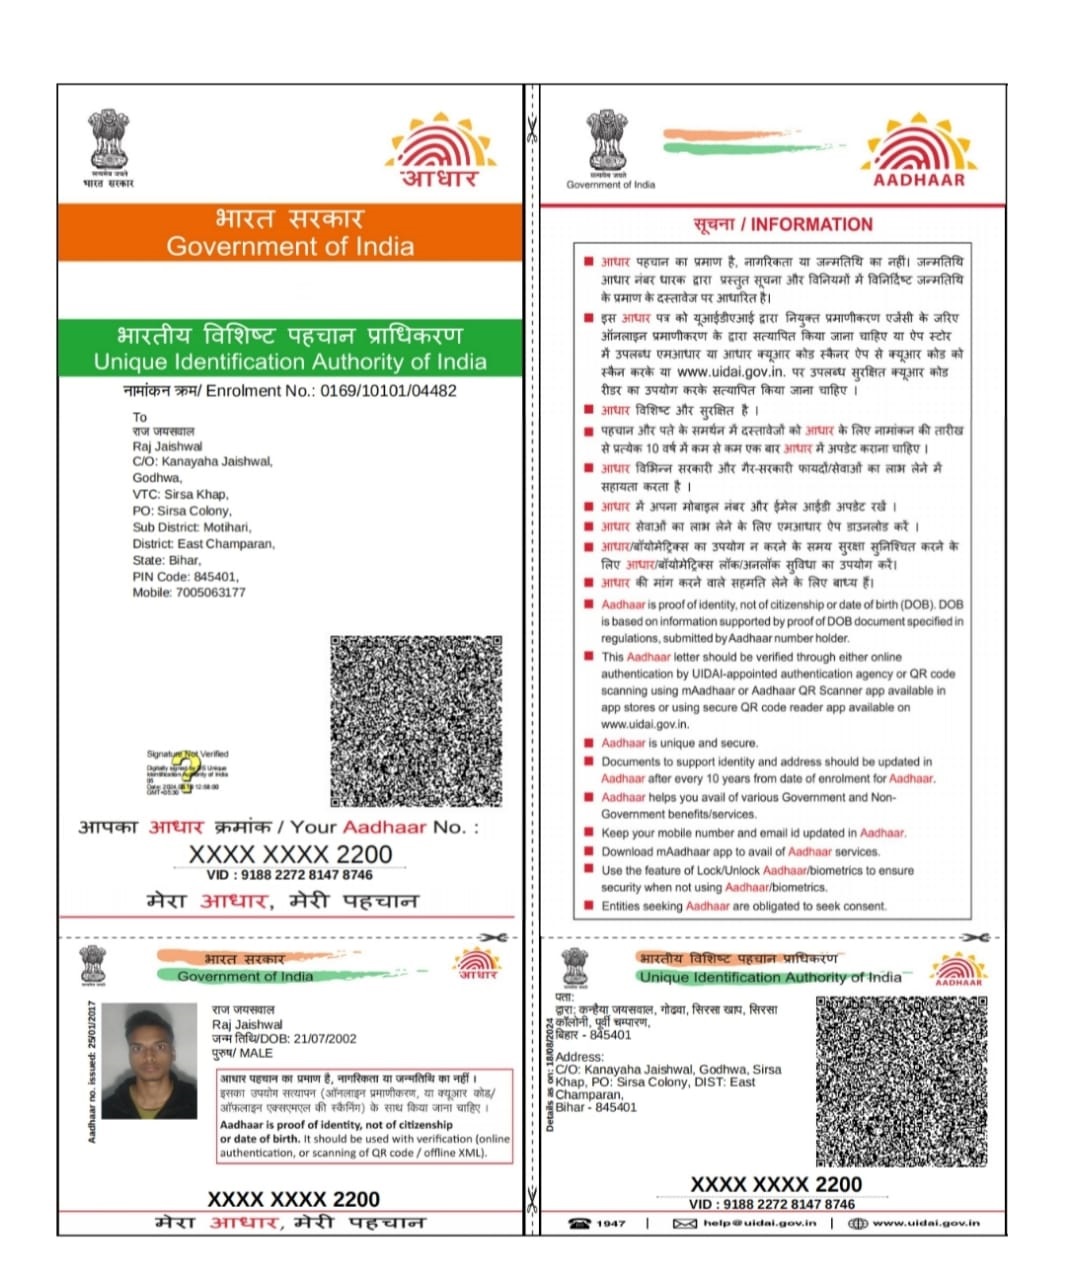 सत्यमेव जयते
भारत सरकार
आधार
भारत सरकार
Government of India
भारतीय विशिष्ट पहचान प्राधिकरण
Unique Identification Authority of India
नामांकन क्रम/ Enrolment No.: 0169/10101/04482
To
राज जयसवाल
Raj Jaishwal
C/O: Kanayaha Jaishwal,
Godhwa,
VTC: Sirsa Khap,
PO: Sirsa Colony,
Sub District: Motihari,
District: East Champaran,
State: Bihar,
PIN Code: 845401,
Mobile: 7005063177
Signature Not Verified
आपका आधार क्रमांक / Your Aadhaar No. :
XXXX XXXX 2200
VID : 9188 2272 8147 8746
मेरा आधार, मेरी पहचान
सत्यमेव जयते
Government of India
AADHAAR
सूचना / INFORMATION
आधार पहचान का प्रमाण है, नागरिकता या जन्मतिथि का नहीं। जन्मतिथि
आधार नंबर धारक द्वारा प्रस्तुत सूचना और विनियमों में विनिर्दिष्ट जन्मतिथि
के प्रमाण के दस्तावेज पर आधारित है।
इस आधार पत्र को यूआईडीएआई द्वारा नियुक्त प्रमाणीकरण एजेंसी के जरिए
ऑनलाइन प्रमाणीकरण के द्वारा सत्यापित किया जाना चाहिए या ऐप स्टोर
में उपलब्ध एमआधार या आधार क्यूआर कोड स्कैनर ऐप से क्यूआर कोड को
स्कैन करके या www.uidai.gov.in. पर उपलब्ध सुरक्षित क्यूआर कोड
रीडर का उपयोग करके सत्यापित किया जाना चाहिए ।
आधार विशिष्ट और सुरक्षित है ।
पहचान और पते के समर्थन में दस्तावेजों को आधार के लिए नामांकन की तारीख
से प्रत्येक 10 वर्ष में कम से कम एक बार आधार में अपडेट कराना चाहिए ।
आधार विभिन्न सरकारी और गैर-सरकारी फायदों/सेवाओं का लाभ लेने में
सहायता करता है ।
आधार में अपना मोबाइल नंबर और ईमेल आईडी अपडेट रखें ।
आधार सेवाओं का लाभ लेने के लिए एमआधार ऐप डाउनलोड करें ।
आधार/बॉयोमेट्रिक्स का उपयोग न करने के समय सुरक्षा सुनिश्चित करने के
लिए आधार/बॉयोमेट्रिक्स लॉक/अनलॉक सुविधा का उपयोग करें।
आधार की मांग करने वाले सहमति लेने के लिए बाध्य हैं।
Aadhaar is proof of identity, not of citizenship or date of birth (DOB). DOB
is based on information supported by proof of DOB document specified in
regulations, submitted by Aadhaar number holder.
This Aadhaar letter should be verified through either online
authentication by UIDAI-appointed authentication agency or QR code
scanning using mAadhaar or Aadhaar QR Scanner app available in
app stores or using secure QR code reader app available on
www.uidai.gov.in.
Aadhaar is unique and secure.
Documents to support identity and address should be updated in
Aadhaar after every 10 years from date of enrolment for Aadhaar.
Aadhaar helps you avail of various Government and Non-
Government benefits/services.
Keep your mobile number and email id updated in Aadhaar.
Download mAadhaar app to avail of Aadhaar services.
Use the feature of Lock/Unlock Aadhaar/biometrics to ensure
security when not using Aadhaar/biometrics.
Entities seeking Aadhaar are obligated to seek consent.
भारत सरकार
Government of India
आधार
Aadhaar no. issued: 25/01/2017
राज जयसवाल
Raj Jaishwal
जन्म तिथि/DOB: 21/07/2002
पुरुष/ MALE
आधार पहचान का प्रमाण है, नागरिकता या जन्मतिथि का नहीं ।
इसका उपयोग सत्यापन (ऑनलाइन प्रमाणीकरण, या क्यूआर कोड/
ऑफ़लाइन एक्सएमएल की स्कैनिंग) के साथ किया जाना चाहिए ।
Aadhaar is proof of identity, not of citizenship
or date of birth. It should be used with verification (online
authentication, or scanning of QR code / offline XML).
XXXX XXXX 2200
मेरा आधार, मेरी पहचान
भारतीय विशिष्ट पहचान प्राधिकरण
Unique Identification Authority of India
AADHAAR
Details as on: 18/08/2024
पता:
द्वारा: कन्हैया जयसवाल, गोढवा, सिरसा खाप, सिरसा
कॉलोनी, पूर्वी चम्पारण,
बिहार - 845401
Address:
C/O: Kanayaha Jaishwal, Godhwa, Sirsa
Khap, PO: Sirsa Colony, DIST: East
Champaran,
Bihar - 845401
XXXX XXXX 2200
VID : 9188 2272 8147 8746
1947 | help@uidai.gov.in | www.uidai.gov.in